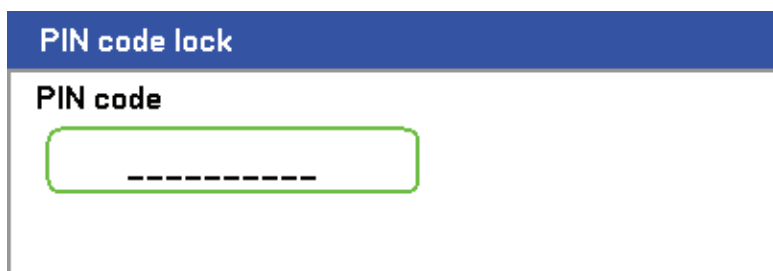 PIN code lock
PIN code
_ _ _ _ _ _ _ _ _ _